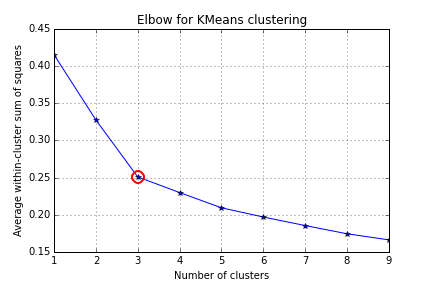 Elbow for KMeans clustering
Average within-cluster sum of squares
0.45
0.40
0.35
0.30
0.25
0.20
0.15
1 2 3 4 5 6 7 8 9
Number of clusters